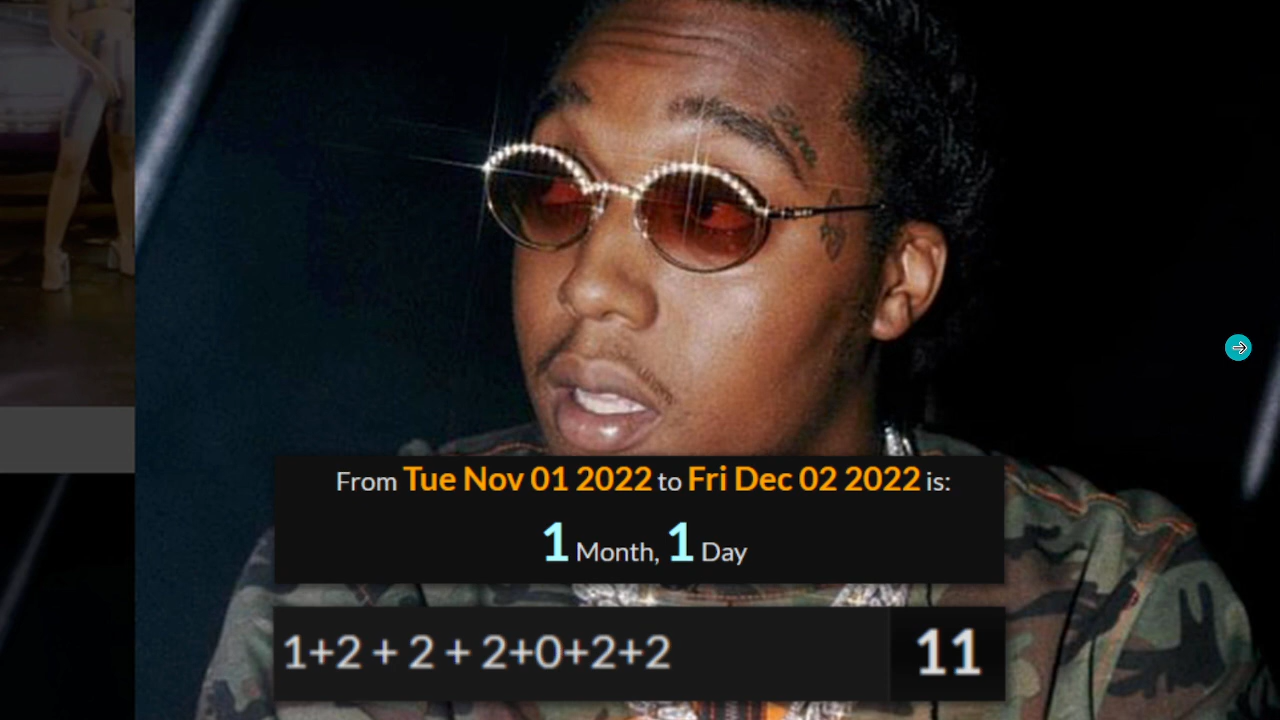 From Tue Nov 01 2022 to Fri Dec 02 2022 is:
1 Month, 1 Day
1+2 + 2 + 2+0+2+2 11